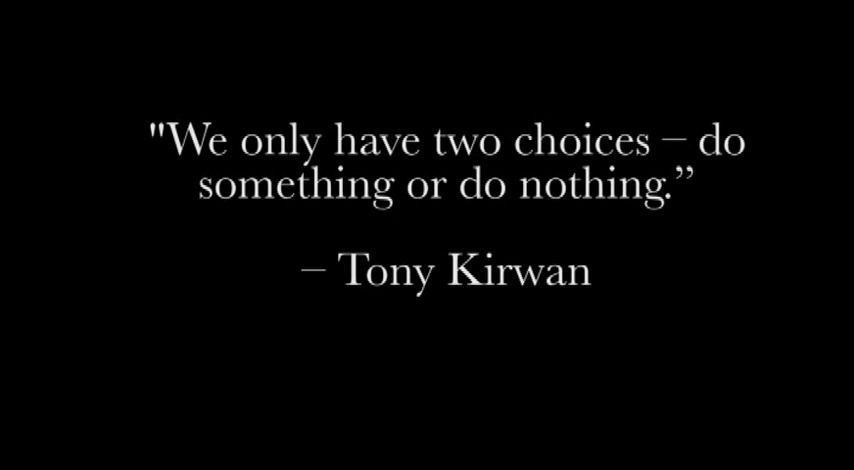 "We only have two choices – do
something or do nothing.”
– Tony Kirwan